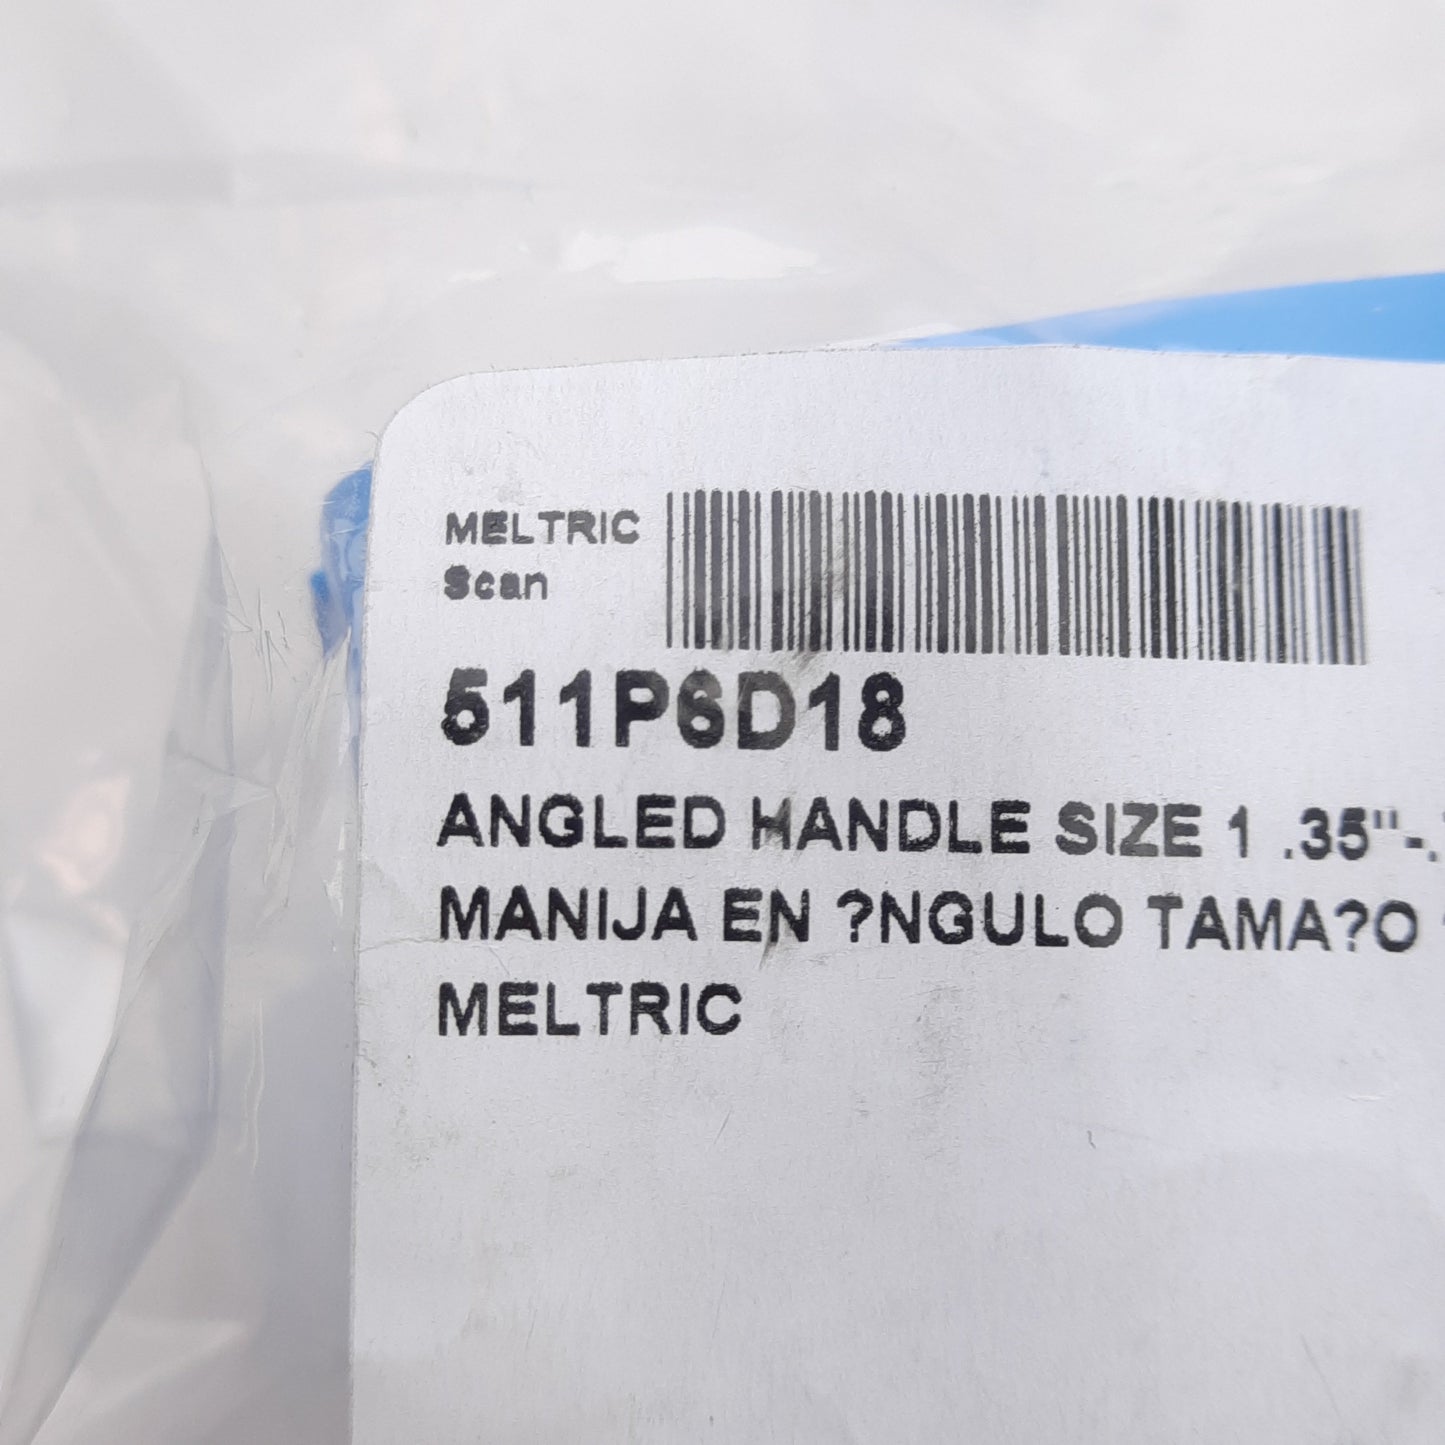 MELTRIC
Scan
511P6D18
ANGLED HANDLE SIZE 1 .35"-.
MANIJA EN ?NGULO TAMA?O
MELTRIC